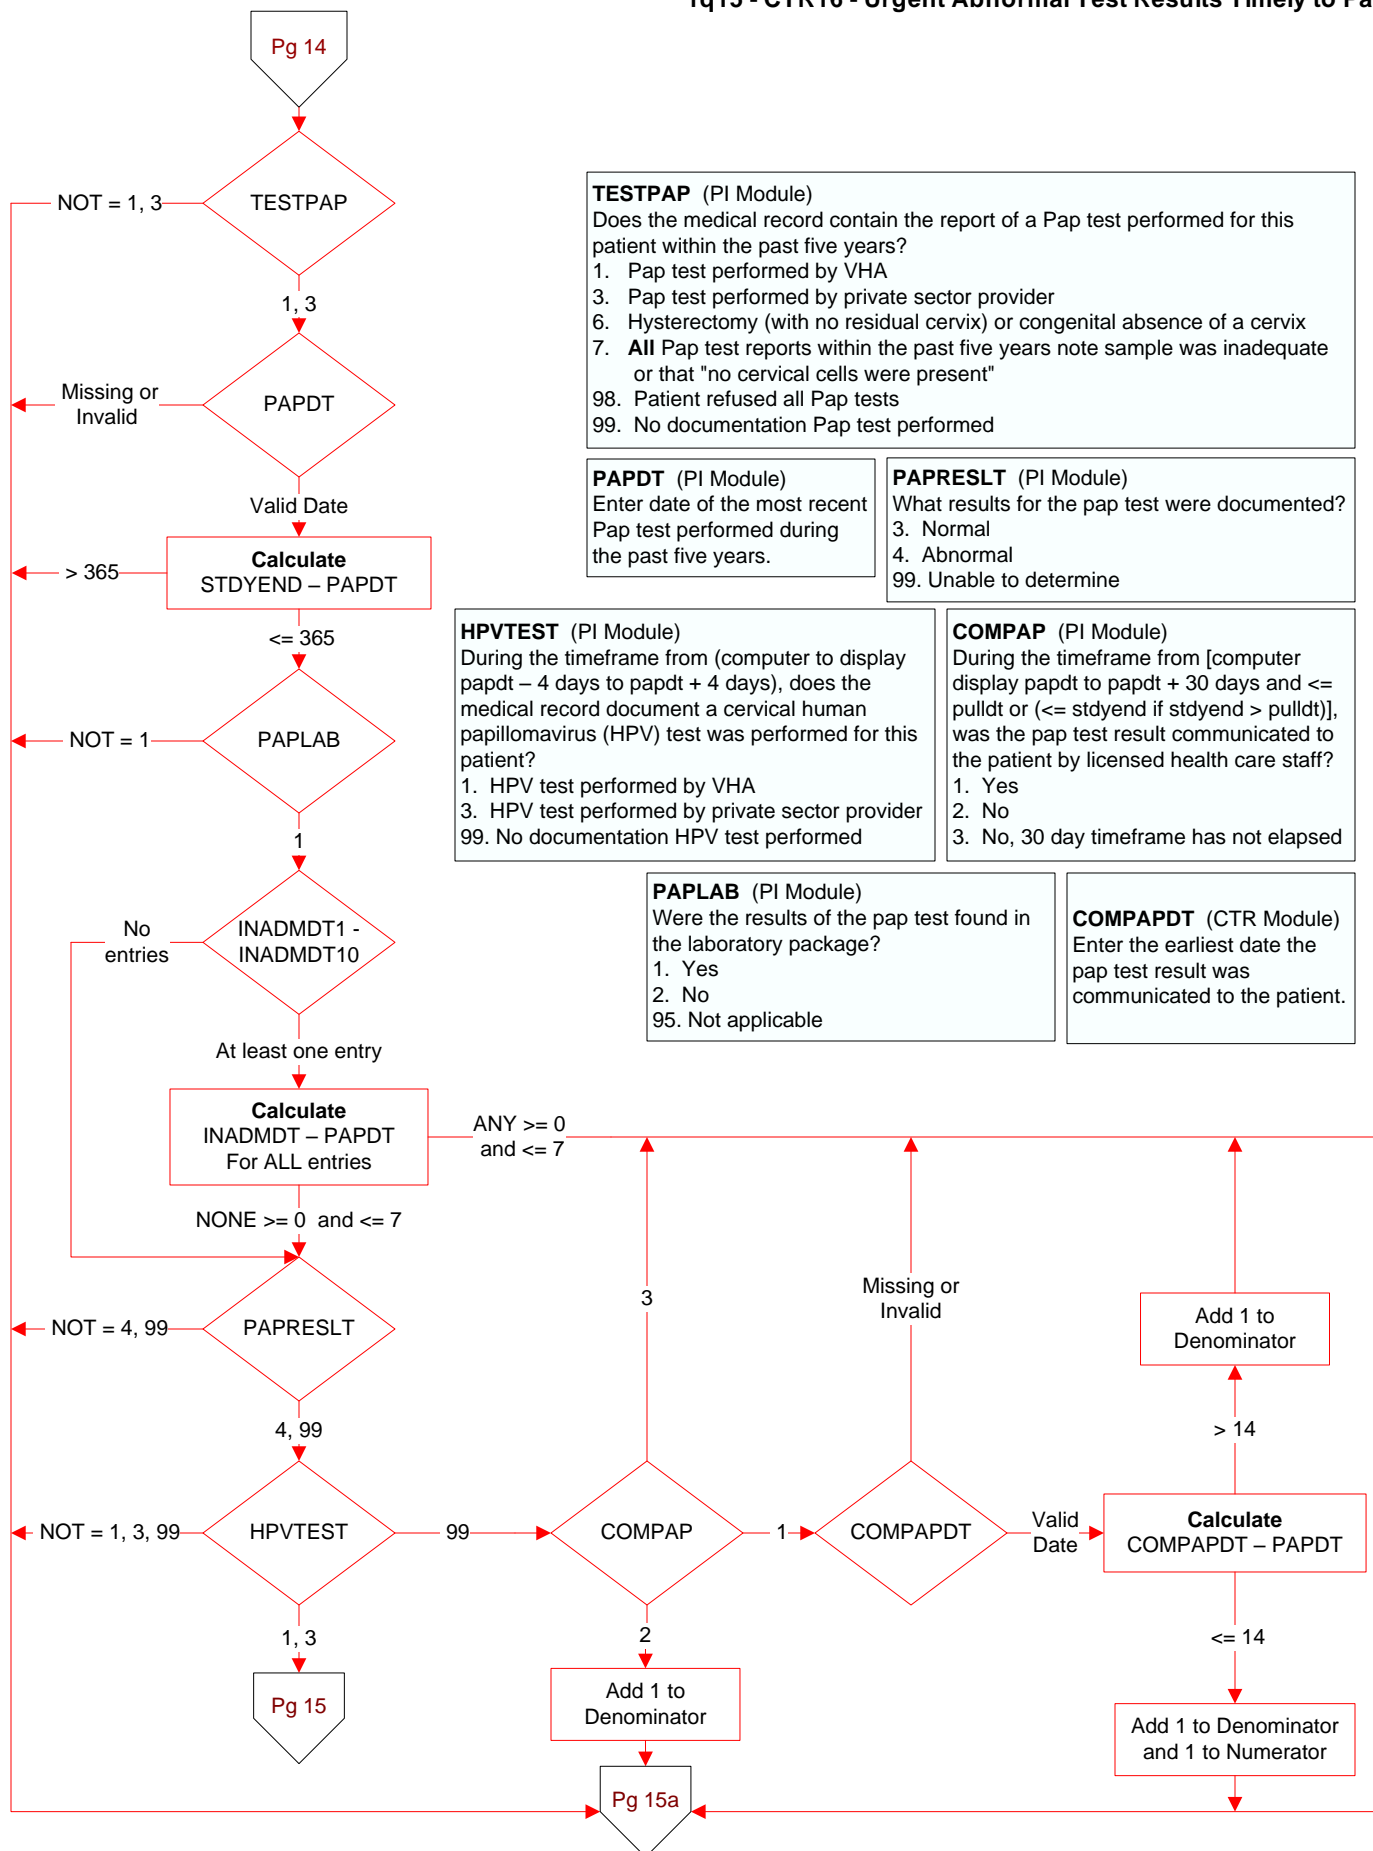 1q15 - CTR16 - Urgent Abnormal Test Results Timely to
Pg 14
TESTPAP
NOT = 1, 3
1, 3
TESTPAP (PI Module)
Does the medical record contain the report of a Pap test performed for this
patient within the past five years?
1. Pap test performed by VHA
3. Pap test performed by private sector provider
6. Hysterectomy (with no residual cervix) or congenital absence of a cervix
7. All Pap test reports within the past five years note sample was inadequate
or that "no cervical cells were present"
98. Patient refused all Pap tests
99. No documentation Pap test performed
Missing or
Invalid
PAPDT
Valid Date
PAPDT (PI Module)
Enter date of the most recent
Pap test performed during
the past five years.
PAPRESLT (PI Module)
What results for the pap test were documented?
3. Normal
4. Abnormal
99. Unable to determine
Calculate
STDYEND – PAPDT
> 365
<= 365
HPVTEST (PI Module)
During the timeframe from (computer to display
papdt – 4 days to papdt + 4 days), does the
medical record document a cervical human
papillomavirus (HPV) test was performed for this
patient?
1. HPV test performed by VHA
3. HPV test performed by private sector provider
99. No documentation HPV test performed
COMPAP (PI Module)
During the timeframe from [computer
display papdt to papdt + 30 days and <=
pulldt or (<= stdyend if stdyend > pulldt)],
was the pap test result communicated to
the patient by licensed health care staff?
1. Yes
2. No
3. No, 30 day timeframe has not elapsed
NOT = 1
PAPLAB
1
PAPLAB (PI Module)
Were the results of the pap test found in
the laboratory package?
1. Yes
2. No
95. Not applicable
COMPAPDT (CTR Module)
Enter the earliest date the
pap test result was
communicated to the patient.
No
entries
INADMDT1 -
INADMDT10
At least one entry
Calculate
INADMDT – PAPDT
For ALL entries
ANY >= 0
and <= 7
NONE >= 0 and <= 7
NOT = 4, 99
PAPRESLT
4, 99
3
Missing or
Invalid
Add 1 to
Denominator
> 14
NOT = 1, 3, 99
HPVTEST
99
COMPAP
1
COMPAPDT
Valid
Date
Calculate
COMPAPDT – PAPDT
1, 3
2
<= 14
Pg 15
Add 1 to
Denominator
Add 1 to Denominator
and 1 to Numerator
Pg 15a